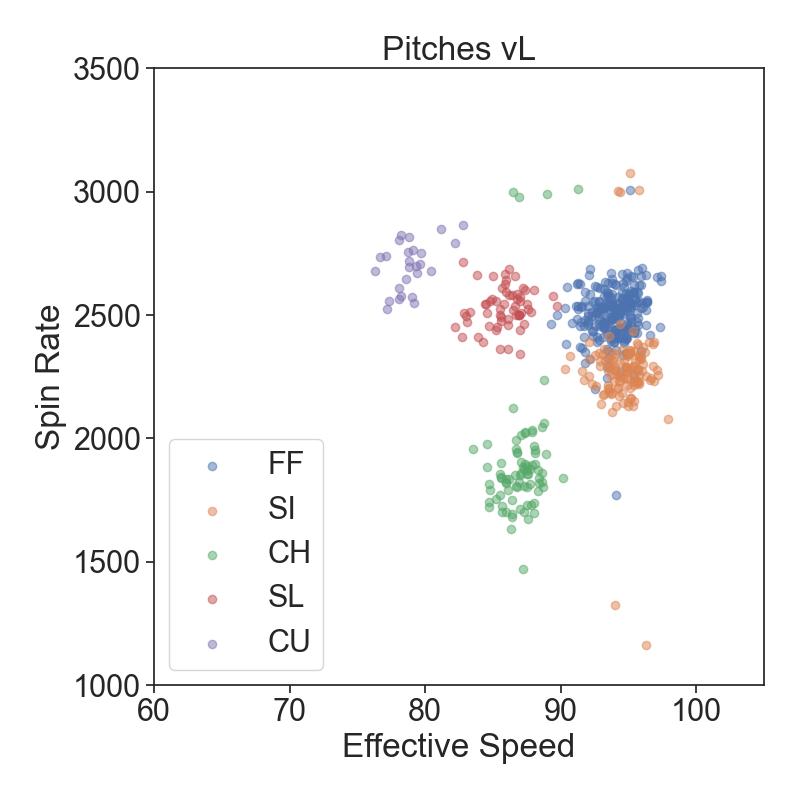 Pitches vL
Spin Rate
3500
3000
2500
2000
1500
1000
FF
SI
CH
SL
CU
60 70 80 90 100
Effective Speed